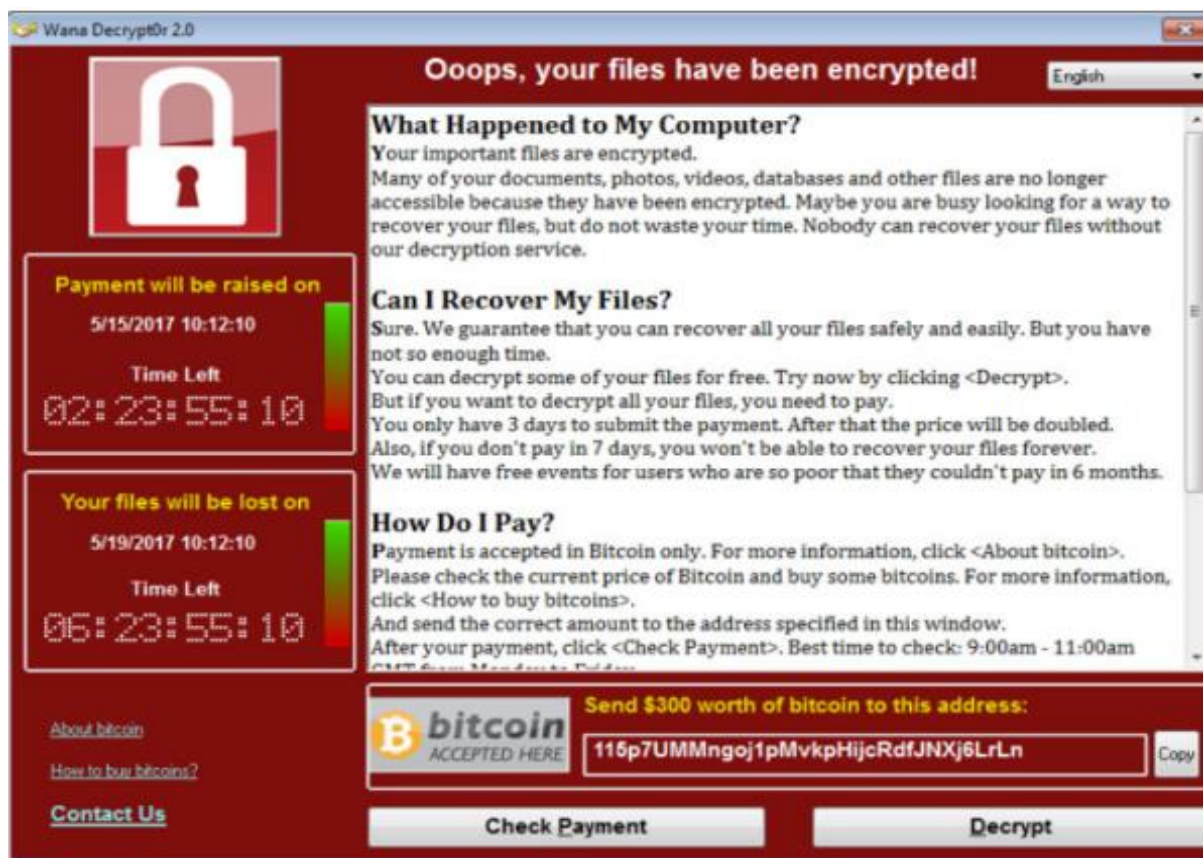 Wana Decrypt0r 2.0
Ooops, your files have been encrypted!
English
What Happened to My Computer?
Your important files are encrypted.
Many of your documents, photos, videos, databases and other files are no longer
accessible because they have been encrypted. Maybe you are busy looking for a way to
recover your files, but do not waste your time. Nobody can recover your files without
our decryption service.
Can I Recover My Files?
Sure. We guarantee that you can recover all your files safely and easily. But you have
not so enough time.
You can decrypt some of your files for free. Try now by clicking <Decrypt>.
But if you want to decrypt all your files, you need to pay.
You only have 3 days to submit the payment. After that the price will be doubled.
Also, if you don't pay in 7 days, you won't be able to recover your files forever.
We will have free events for users who are so poor that they couldn't pay in 6 months.
How Do I Pay?
Payment is accepted in Bitcoin only. For more information, click <About bitcoin>.
Please check the current price of Bitcoin and buy some bitcoins. For more information,
click <How to buy bitcoins>.
And send the correct amount to the address specified in this window.
After your payment, click <Check Payment>. Best time to check: 9:00am - 11:00am
GMT from Monday to Friday.
Payment will be raised on
5/15/2017 10:12:10
Time Left
02:23:55:10
Your files will be lost on
5/19/2017 10:12:10
Time Left
06:23:55:10
About bitcoin
How to buy bitcoins?
Contact Us
bitcoin
ACCEPTED HERE
Send $300 worth of bitcoin to this address:
115p7UMMngoj1pMvkpHijcRdfJNXj6LrLn
Copy
Check Payment
Decrypt